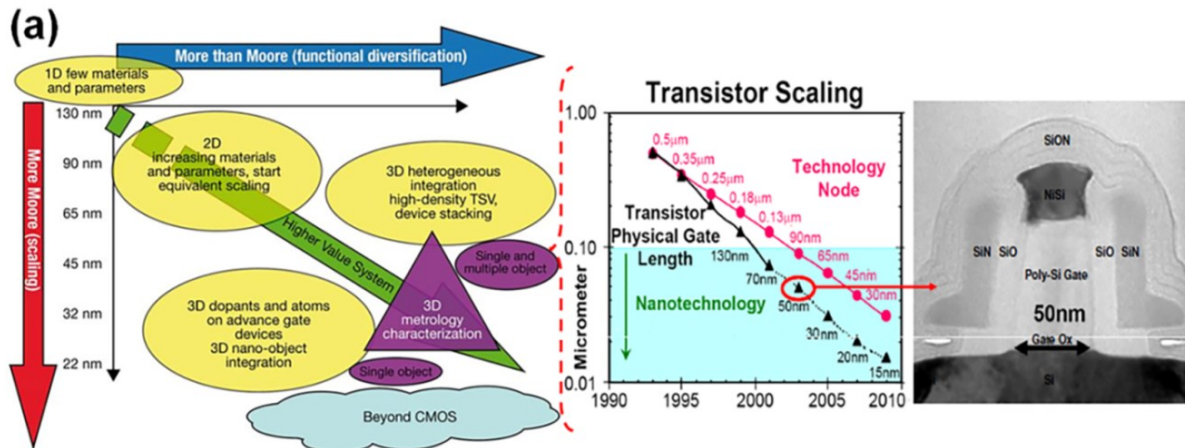 (a)
More than Moore (functional diversification)
1D few materials
and parameters
More Moore (scaling)
130 nm
90 nm
65 nm
45 nm
32 nm
22 nm
2D
increasing materials
and parameters, start
equivalent scaling
3D heterogeneous
integration
high-density TSV,
device stacking
Higher Value System
Single and
multiple object
3D dopants and atoms
on advance gate
devices
3D nano-object
integration
3D
metrology
characterization
Single object
Beyond CMOS
Transistor Scaling
Micrometer
1.00
0.10
0.01
1990
1995
2000
2005
2010
0.5μm
0.35μm
0.25μm
0.18μm
0.13μm
90nm
65nm
45nm
30nm
Technology
Node
Transistor
Physical Gate
Length
130nm
70nm
50nm
30nm
20nm
15nm
Nanotechnology
SiON
NiSi
SiN
SiO
Poly-Si Gate
SiO
SiN
50nm
Gate Ox
Si